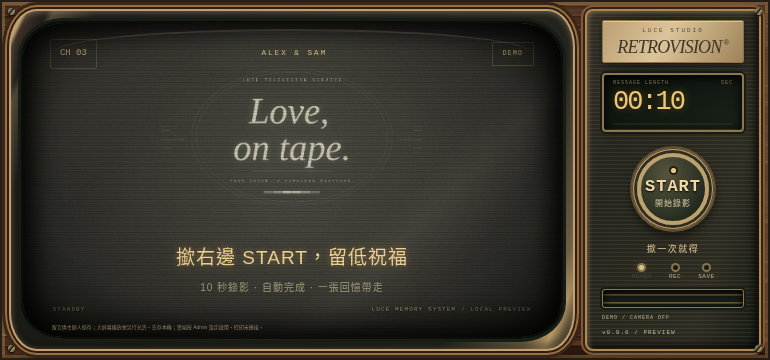 CH 03
ALEX & SAM
DEMO
Love,
on tape.
撳右邊 START，留低祝福
10 秒錄影 · 自動完成 · 一張回憶帶走
STANDBY
LUCE MEMORY SYSTEM / LOCAL PREVIEW
LUCE STUDIO
RETROVISION®
MESSAGE LENGTH
SEC
00:10
START
開始錄影
撳一次就得
REC
SAVE
DEMO / CAMERA OFF
v0.9.6 / PREVIEW